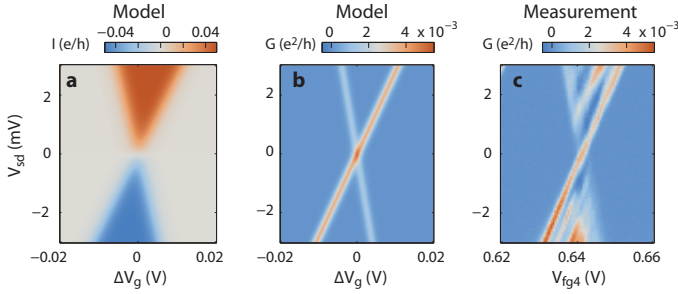 Model Model Measurement
I (e/h) -0.04 0 0.04 G (e²/h) 0 2 4 x 10⁻³ G (e²/h) 0 2 4 x 10⁻³
a b c
2 2 2
V_sd (mV) 0 0 0
-2 -2 -2
-0.02 0 0.02 -0.02 0 0.02 0.62 0.64 0.66
ΔV_g (V) ΔV_g (V) V_fg4 (V)